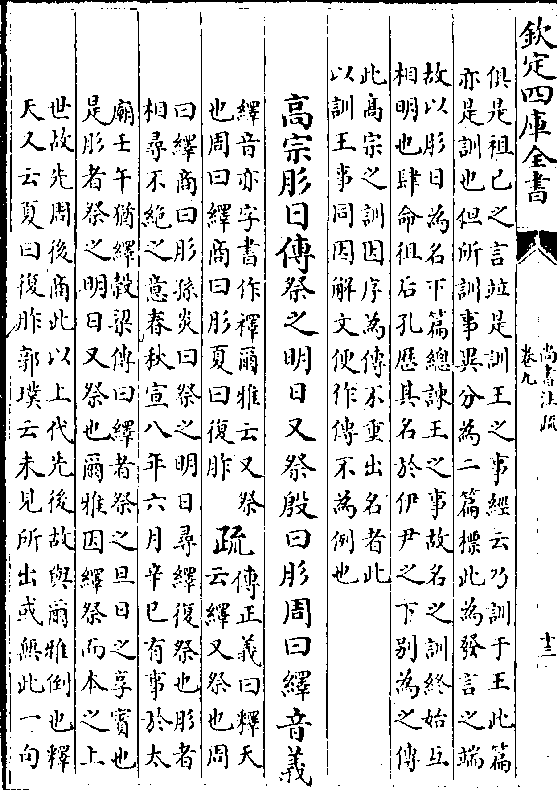 欽定四庫全書
尚書注疏
卷九
十三
俱是祖己之言並是訓王之事經云乃訓于王此篇
亦是訓也但所訓事異分為二篇標此為發言之端
故以肜日為名下篇總諫王之事故名之訓終始互
相明也肆命徂后孔歷其名於伊尹之下別為之傳
此高宗之訓因序為傳不重出名者此
以訓王事同因解文便作傳不為例也
高宗肜日傳祭之明日又祭殷曰肜周曰繹音義
繹音亦字書作襗爾雅云又祭
也周曰繹商曰肜夏曰復胙
疏
傳正義曰釋天
云繹又祭也周
曰繹商曰肜孫炎曰祭之明日尋繹復祭也肜者
相尋不絕之意春秋宣八年六月辛巳有事於太
廟壬午猶繹穀梁傳曰繹者祭之旦日之享賓也
是肜者祭之明日又祭也爾雅因繹祭而本之上
世故先周後商此以上代先後故與爾雅倒也釋
天又云夏曰復胙郭璞云未見所出或無此一句